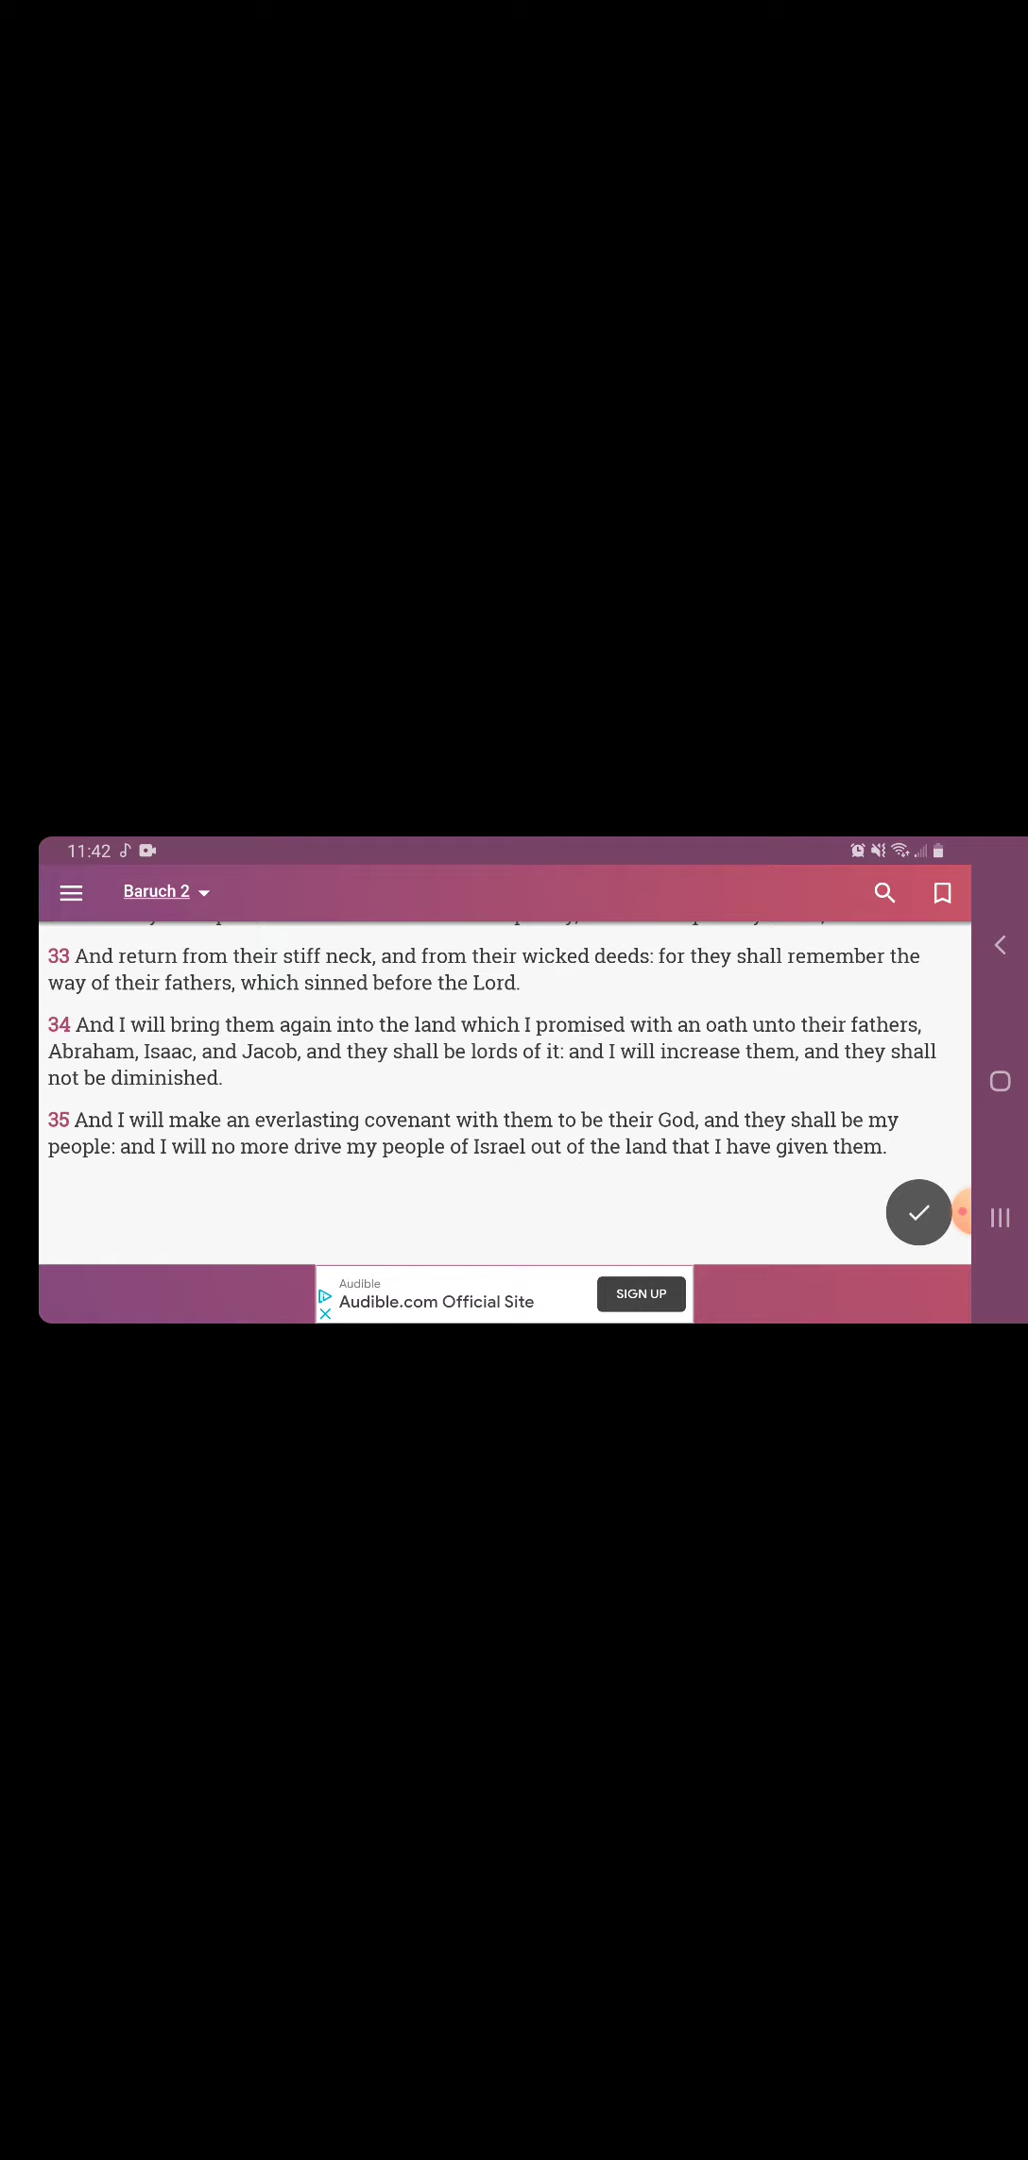 11:42
Baruch 2
33 And return from their stiff neck, and from their wicked deeds: for they shall remember the
way of their fathers, which sinned before the Lord.
34 And I will bring them again into the land which I promised with an oath unto their fathers,
Abraham, Isaac, and Jacob, and they shall be lords of it: and I will increase them, and they shall
not be diminished.
35 And I will make an everlasting covenant with them to be their God, and they shall be my
people: and I will no more drive my people of Israel out of the land that I have given them.
Audible
Audible.com Official Site
SIGN UP